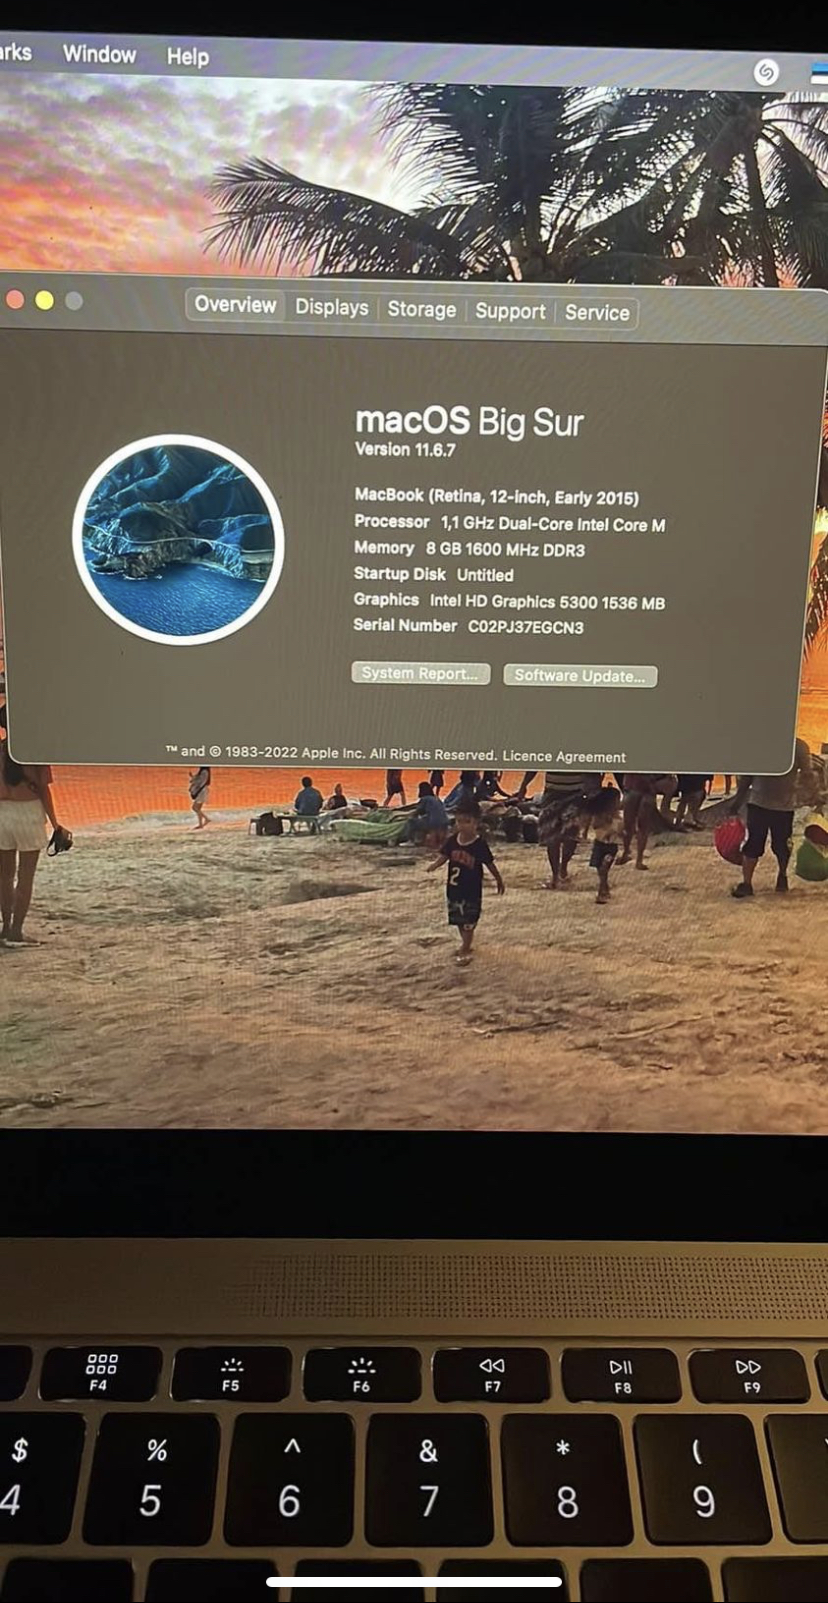 Window Help
Overview Displays Storage Support Service
macOS Big Sur
Version 11.6.7
MacBook (Retina, 12-inch, Early 2015)
Processor 1,1 GHz Dual-Core Intel Core M
Memory 8 GB 1600 MHz DDR3
Startup Disk Untitled
Graphics Intel HD Graphics 5300 1536 MB
Serial Number C02PJ37EGCN3
System Report... Software Update...
™ and © 1983-2022 Apple Inc. All Rights Reserved. Licence Agreement
2
F4 F5 F6 F7 F8 F9
$ % ^ & * (
4 5 6 7 8 9